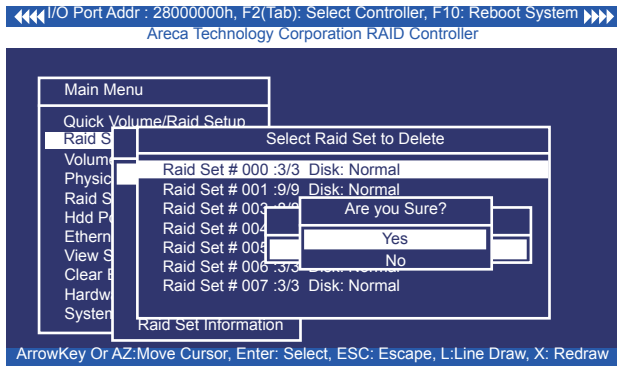 I/O Port Addr : 28000000h, F2(Tab): Select Controller, F10: Reboot System
Areca Technology Corporation RAID Controller
Main Menu
Quick Volume/Raid Setup
Raid S
Volume
Physic
Raid S
Hdd Po
Ethern
View S
Clear E
Hardw
System
Select Raid Set to Delete
Raid Set # 000 :3/3 Disk: Normal
Raid Set # 001 :9/9 Disk: Normal
Raid Set # 003
Raid Set # 004
Raid Set # 005
Raid Set # 006 :3/3 Disk: Normal
Raid Set # 007 :3/3 Disk: Normal
Are you Sure?
Yes
No
Raid Set Information
ArrowKey Or AZ:Move Cursor, Enter: Select, ESC: Escape, L:Line Draw, X: Redraw